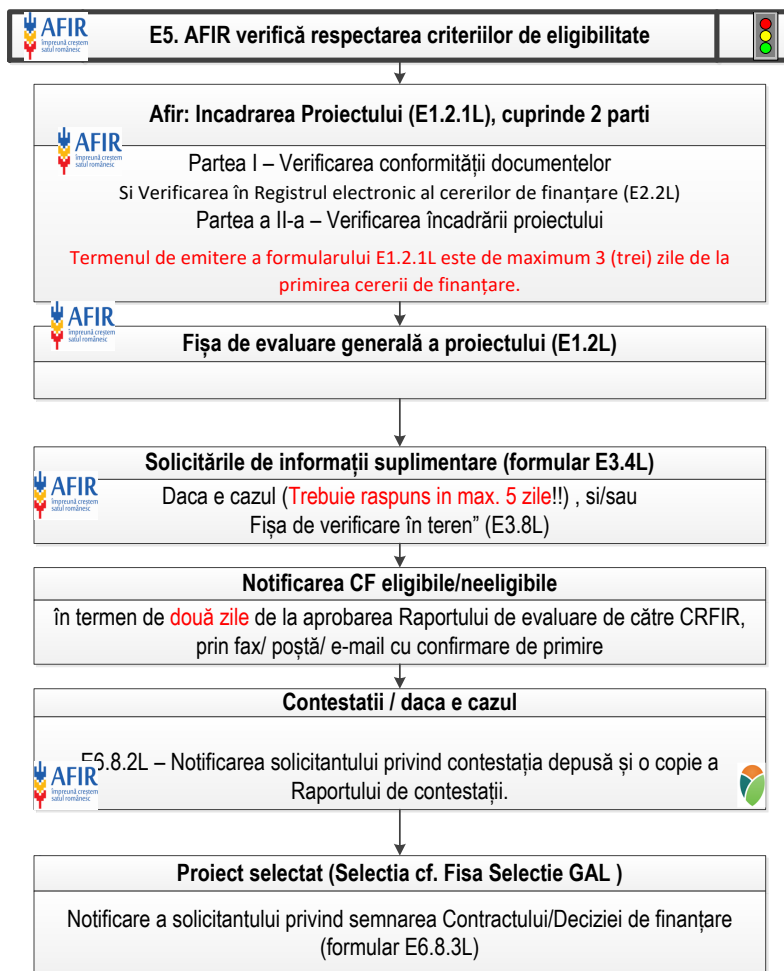 AFIR
împreună creștem
satul românesc
E5. AFIR verifică respectarea criteriilor de eligibilitate
Afir: Incadrarea Proiectului (E1.2.1L), cuprinde 2 parti
AFIR
împreună creștem
satul românesc
Partea I – Verificarea conformității documentelor
Si Verificarea în Registrul electronic al cererilor de finanțare (E2.2L)
Partea a II-a – Verificarea încadrării proiectului
Termenul de emitere a formularului E1.2.1L este de maximum 3 (trei) zile de la
primirea cererii de finanțare.
AFIR
împreună creștem
satul românesc
Fișa de evaluare generală a proiectului (E1.2L)
Solicitările de informații suplimentare (formular E3.4L)
AFIR
împreună creștem
satul românesc
Daca e cazul (Trebuie raspuns in max. 5 zile!!) , si/sau
Fișa de verificare în teren” (E3.8L)
Notificarea CF eligibile/neeligibile
în termen de două zile de la aprobarea Raportului de evaluare de către CRFIR,
prin fax/ poștă/ e-mail cu confirmare de primire
Contestatii / daca e cazul
E6.8.2L – Notificarea solicitantului privind contestația depusă și o copie a
Raportului de contestații.
AFIR
împreună creștem
satul românesc
Proiect selectat (Selectia cf. Fisa Selectie GAL )
Notificare a solicitantului privind semnarea Contractului/Deciziei de finanțare
(formular E6.8.3L)